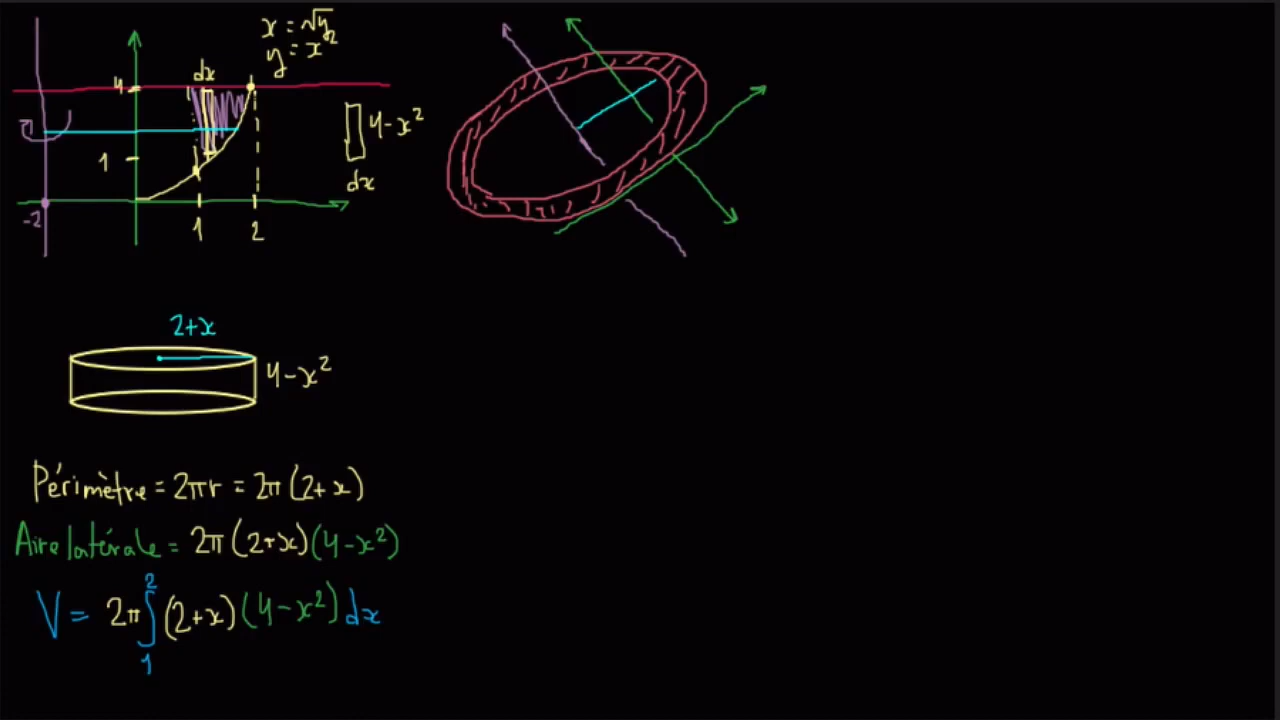 x = √y
y = x²
dx
4
1
-2
1
2
4-x²
dx
2+x
4-x²
Périmètre = 2πr = 2π(2+x)
Aire latérale = 2π(2+x)(4-x²)
V = 2π∫₁²(2+x)(4-x²)dx